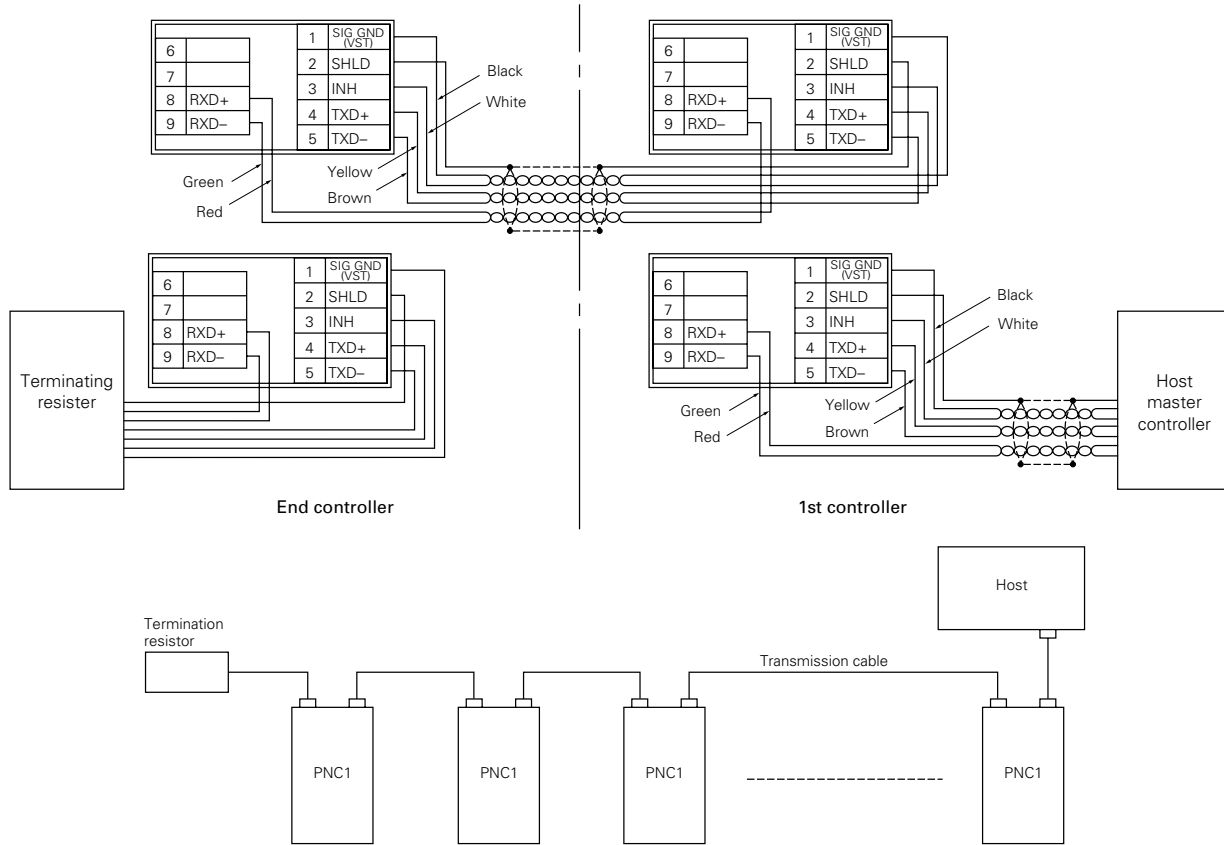 1 SIG GND
(VST)
6
2 SHLD
7
3 INH
8 RXD+
4 TXD+
9 RXD–
5 TXD–
Black
White
Green
Red
Yellow
Brown
1 SIG GND
(VST)
6
2 SHLD
7
3 INH
8 RXD+
4 TXD+
9 RXD–
5 TXD–
Terminating
resister
1 SIG GND
(VST)
6
2 SHLD
7
3 INH
8 RXD+
4 TXD+
9 RXD–
5 TXD–
End controller
1 SIG GND
(VST)
6
2 SHLD
7
3 INH
8 RXD+
4 TXD+
9 RXD–
5 TXD–
Black
White
Green
Red
Yellow
Brown
Host
master
controller
1st controller
Host
Termination
resistor
Transmission cable
PNC1
PNC1
PNC1
PNC1